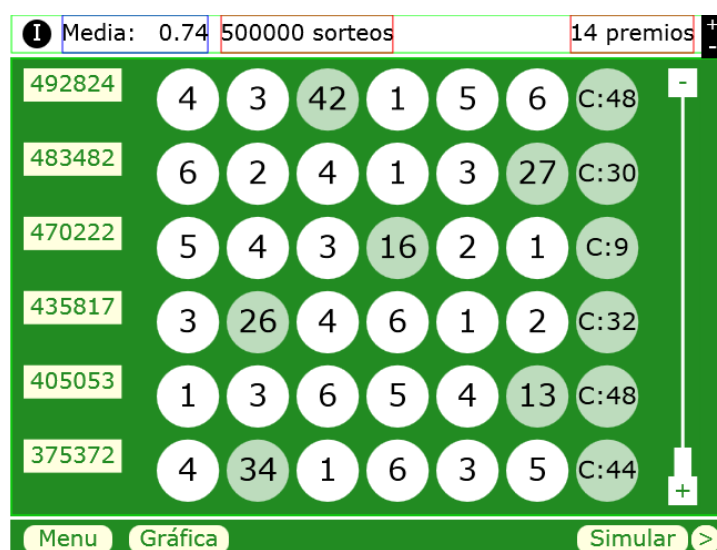 I Media: 0.74 500000 sorteos 14 premios + -
492824 4 3 42 1 5 6 C:48 -
483482 6 2 4 1 3 27 C:30
470222 5 4 3 16 2 1 C:9
435817 3 26 4 6 1 2 C:32
405053 1 3 6 5 4 13 C:48
375372 4 34 1 6 3 5 C:44 +
Menu Gráfica Simular >